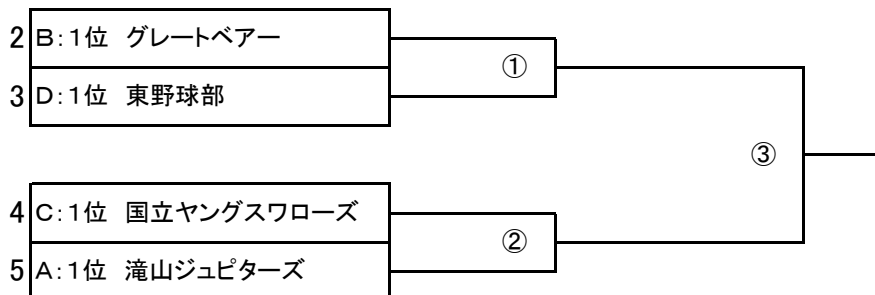 2 B:1位 グレートベアー
①
3 D:1位 東野球部
③
4 C:1位 国立ヤングスワローズ
②
5 A:1位 滝山ジュピターズ